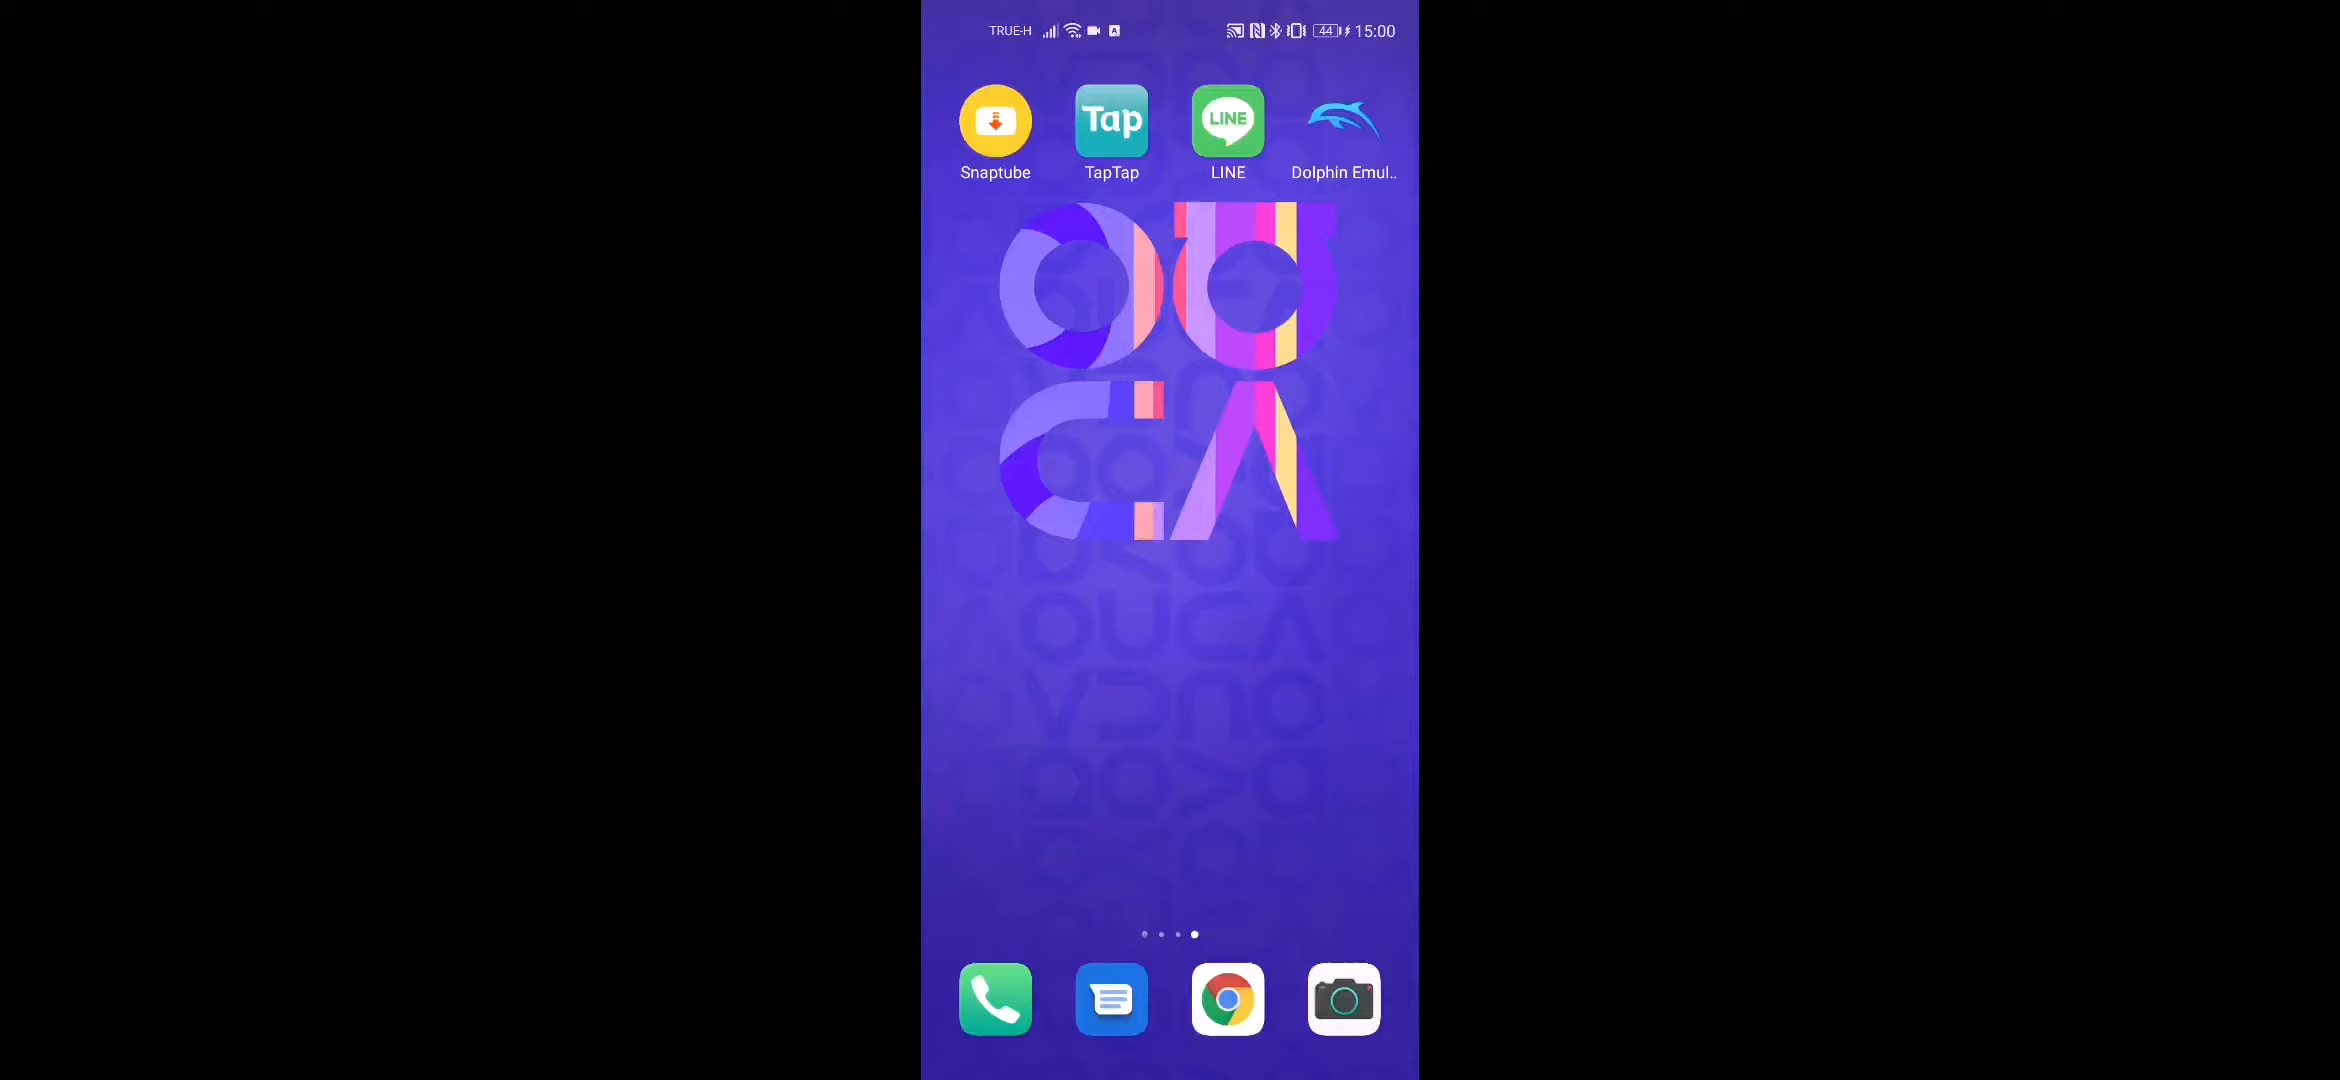 TRUE-H A 44 15:00
Tap LINE
Snaptube TapTap LINE Dolphin Emul..